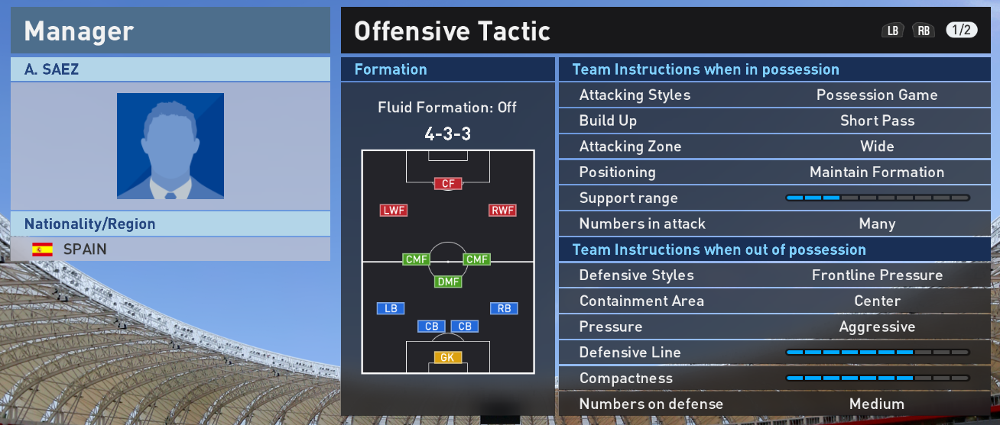 Manager
A. SAEZ
Nationality/Region
SPAIN
Offensive Tactic
LB RB 1/2
Formation
Fluid Formation: Off
4-3-3
CF
LWF RWF
CMF CMF
DMF
LB RB
CB CB
GK
Team Instructions when in possession
Attacking Styles Possession Game
Build Up Short Pass
Attacking Zone Wide
Positioning Maintain Formation
Support range
Numbers in attack Many
Team Instructions when out of possession
Defensive Styles Frontline Pressure
Containment Area Center
Pressure Aggressive
Defensive Line
Compactness
Numbers on defense Medium